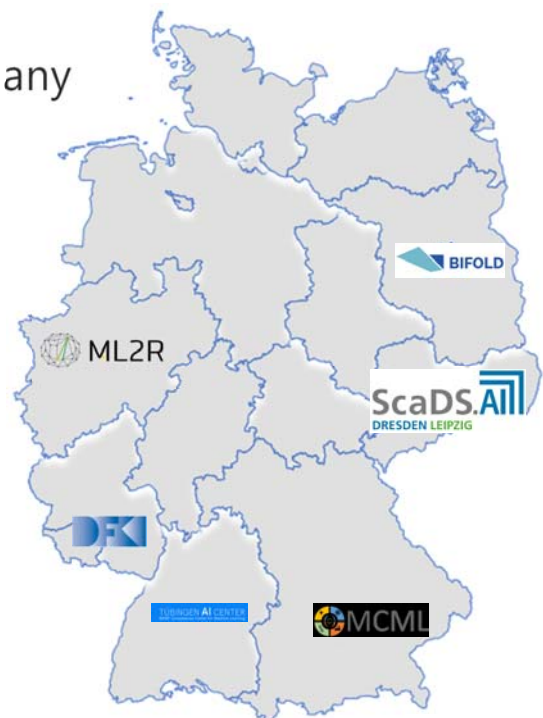 any
BIFOLD
ML2R
ScaDS.AI
DRESDEN LEIPZIG
DFKI
TÜBINGEN AI CENTER
MCML